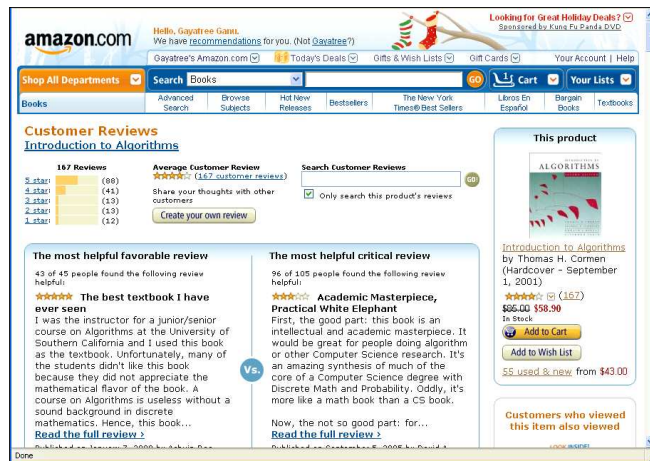 amazon.com
Hello, Gayatree Ganu.
We have recommendations for you. (Not Gayatree?)
Looking for Great Holiday Deals?
Sponsored by Kung Fu Panda DVD
Gayatree's Amazon.com
Today's Deals
Gifts & Wish Lists
Gift Cards
Your Account | Help
Shop All Departments
Search Books
GO
Cart
Your Lists
Books
Advanced Search
Browse Subjects
Hot New Releases
Bestsellers
The New York Times® Best Sellers
Libros En Español
Bargain Books
Textbooks
Customer Reviews
Introduction to Algorithms
167 Reviews
5 star: (88)
4 star: (41)
3 star: (13)
2 star: (13)
1 star: (12)
Average Customer Review
(167 customer reviews)
Share your thoughts with other
customers
Create your own review
Search Customer Reviews
GO!
Only search this product's reviews
The most helpful favorable review
43 of 45 people found the following review
helpful:
The best textbook I have
ever seen
I was the instructor for a junior/senior
course on Algorithms at the University of
Southern California and I used this book
as the textbook. Unfortunately, many of
the students didn't like this book
because they did not appreciate the
mathematical flavor of the book. A
course on Algorithms is useless without a
sound background in discrete
mathematics. Hence, this book...
Read the full review ›
Vs.
The most helpful critical review
96 of 105 people found the following review
helpful:
Academic Masterpiece,
Practical White Elephant
First, the good part: this book is an
intellectual and academic masterpiece. It
would be great for people doing algorithm
or other Computer Science research. It's
an amazing synthesis of much of the
core of a Computer Science degree with
Discrete Math and Probability. Oddly, it's
more like a math book than a CS book.
Now, the not so good part: for...
Read the full review ›
This product
ALGORITHMS
Introduction to Algorithms
by Thomas H. Cormen
(Hardcover - September
1, 2001)
(167)
$86.00 $58.90
In Stock
Add to Cart
Add to Wish List
55 used & new from $43.00
Customers who viewed
this item also viewed
Done